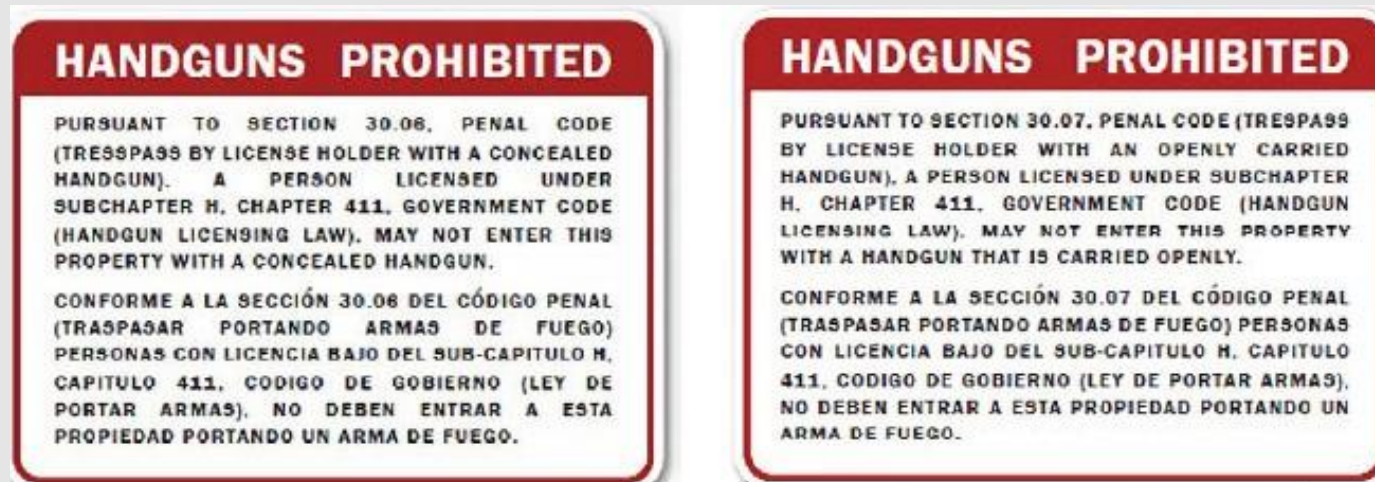 HANDGUNS PROHIBITED
PURSUANT TO SECTION 30.06, PENAL CODE
(TRESSPASS BY LICENSE HOLDER WITH A CONCEALED
HANDGUN). A PERSON LICENSED UNDER
SUBCHAPTER H, CHAPTER 411, GOVERNMENT CODE
(HANDGUN LICENSING LAW), MAY NOT ENTER THIS
PROPERTY WITH A CONCEALED HANDGUN.
CONFORME A LA SECCIÓN 30.06 DEL CÓDIGO PENAL
(TRASPASAR PORTANDO ARMAS DE FUEGO)
PERSONAS CON LICENCIA BAJO DEL SUB-CAPITULO H,
CAPITULO 411, CODIGO DE GOBIERNO (LEY DE
PORTAR ARMAS), NO DEBEN ENTRAR A ESTA
PROPIEDAD PORTANDO UN ARMA DE FUEGO.
HANDGUNS PROHIBITED
PURSUANT TO SECTION 30.07, PENAL CODE (TRESPASS
BY LICENSE HOLDER WITH AN OPENLY CARRIED
HANDGUN), A PERSON LICENSED UNDER SUBCHAPTER
H, CHAPTER 411, GOVERNMENT CODE (HANDGUN
LICENSING LAW), MAY NOT ENTER THIS PROPERTY
WITH A HANDGUN THAT IS CARRIED OPENLY.
CONFORME A LA SECCIÓN 30.07 DEL CÓDIGO PENAL
(TRASPASAR PORTANDO ARMAS DE FUEGO) PERSONAS
CON LICENCIA BAJO DEL SUB-CAPITULO H, CAPITULO
411, CODIGO DE GOBIERNO (LEY DE PORTAR ARMAS),
NO DEBEN ENTRAR A ESTA PROPIEDAD PORTANDO UN
ARMA DE FUEGO.